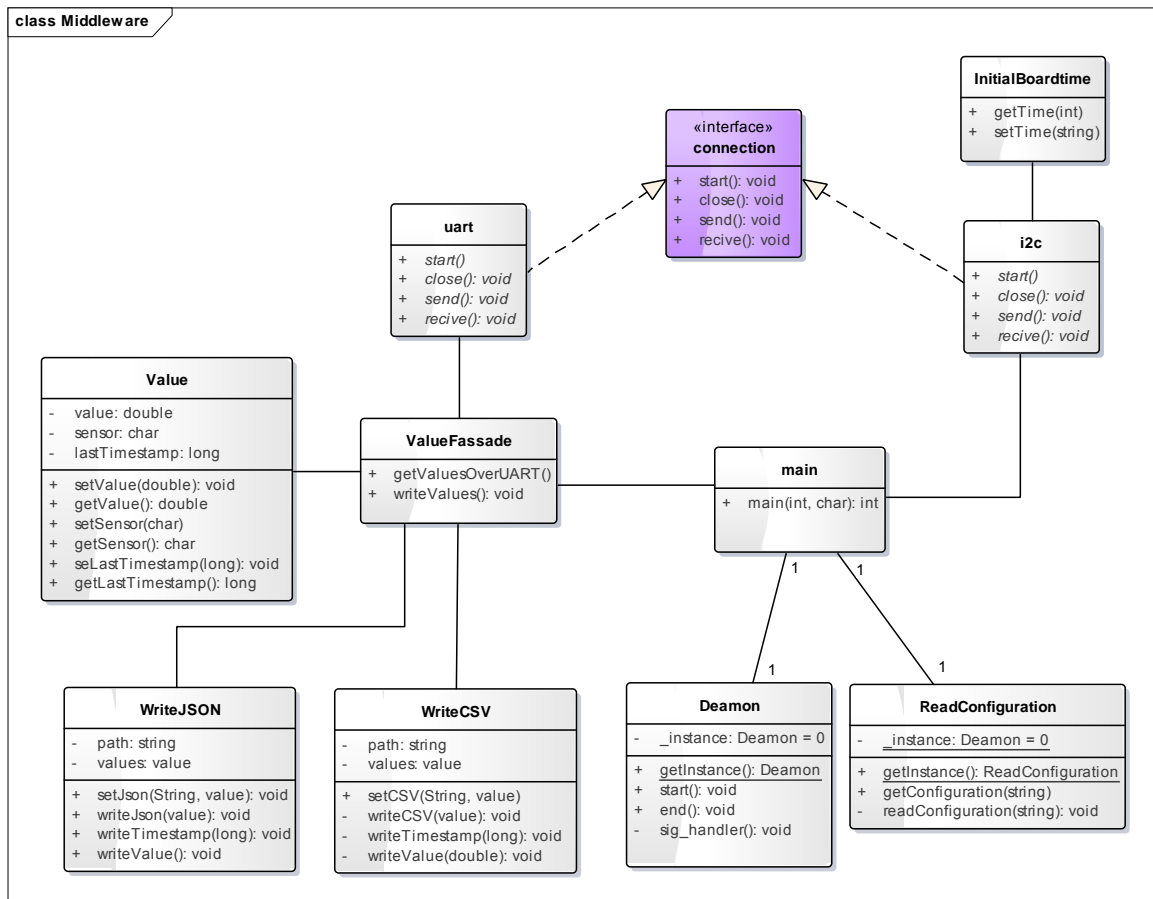 class Middleware
InitialBoardtime
+ getTime(int)
+ setTime(string)
«interface»
connection
+ start(): void
+ close(): void
+ send(): void
+ recive(): void
uart
+ start()
+ close(): void
+ send(): void
+ recive(): void
i2c
+ start()
+ close(): void
+ send(): void
+ recive(): void
Value
- value: double
- sensor: char
- lastTimestamp: long
+ setValue(double): void
+ getValue(): double
+ setSensor(char)
+ getSensor(): char
+ seLastTimestamp(long): void
+ getLastTimestamp(): long
ValueFassade
+ getValuesOverUART()
+ writeValues(): void
main
+ main(int, char): int
1
1
1
1
WriteJSON
- path: string
- values: value
+ setJson(String, value): void
+ writeJson(value): void
+ writeTimestamp(long): void
+ writeValue(): void
WriteCSV
- path: string
- values: value
+ setCSV(String, value)
- writeCSV(value): void
- writeTimestamp(long): void
- writeValue(double): void
Deamon
- _instance: Deamon = 0
+ getInstance(): Deamon
+ start(): void
+ end(): void
- sig_handler(): void
ReadConfiguration
- _instance: Deamon = 0
+ getInstance(): ReadConfiguration
+ getConfiguration(string)
- readConfiguration(string): void